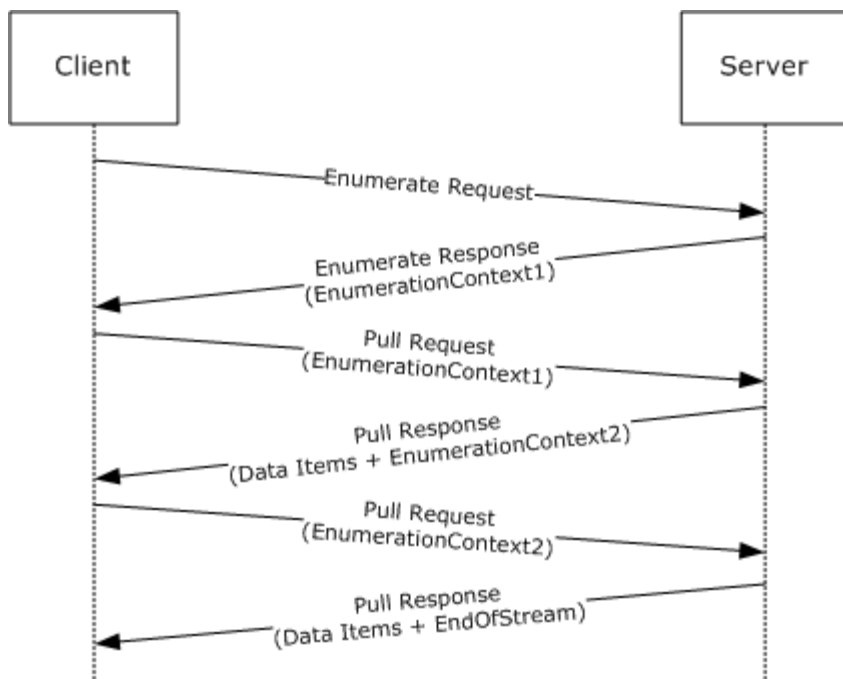 Client
Server
Enumerate Request
Enumerate Response
(EnumerationContext1)
Pull Request
(EnumerationContext1)
Pull Response
(Data Items + EnumerationContext2)
Pull Request
(EnumerationContext2)
Pull Response
(Data Items + EndOfStream)